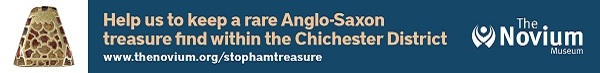 Help us to keep a rare Anglo-Saxon
treasure find within the Chichester District
www.thenovium.org/stophamtreasure
The
Novium
Museum